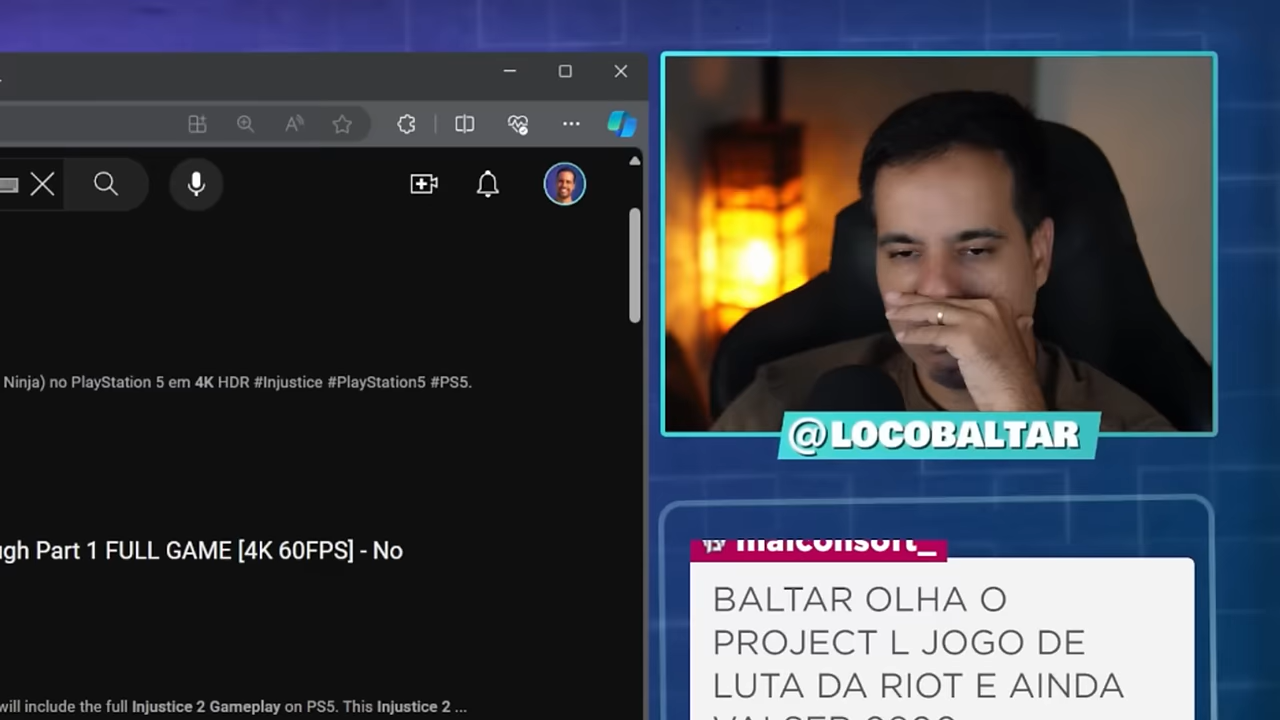 Ninja) no PlayStation 5 em 4K HDR #Injustice #PlayStation5 #PS5.
@LOCOBALTAR
ugh Part 1 FULL GAME [4K 60FPS] - No
maiconsoft_
BALTAR OLHA O
PROJECT L JOGO DE
LUTA DA RIOT E AINDA
will include the full Injustice 2 Gameplay on PS5. This Injustice 2 ...